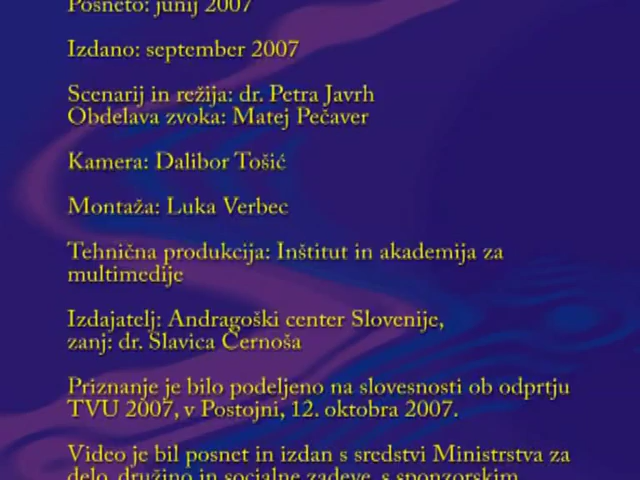 Posneto: junij 2007
Izdano: september 2007
Scenarij in režija: dr. Petra Javrh
Obdelava zvoka: Matej Pečaver
Kamera: Dalibor Tošić
Montaža: Luka Verbec
Tehnična produkcija: Inštitut in akademija za
multimedije
Izdajatelj: Andragoški center Slovenije,
zanj: dr. Slavica Černoša
Priznanje je bilo podeljeno na slovesnosti ob odprtju
TVU 2007, v Postojni, 12. oktobra 2007.
Video je bil posnet in izdan s sredstvi Ministrstva za
delo, družino in socialne zadeve, s sponzorskim